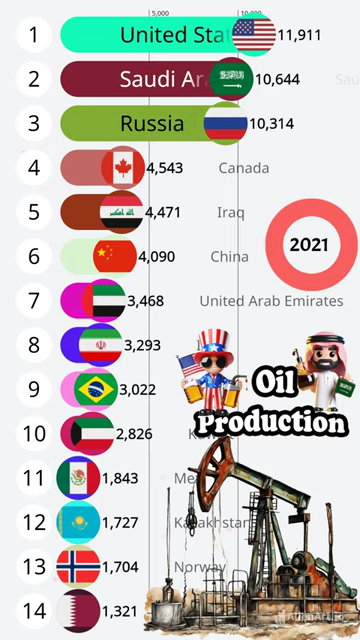 5,000 10,000
1 United Stat 11,911
2 Saudi Ar 10,644 Sau
3 Russia 10,314
4 4,543 Canada
5 4,471 Iraq
6 4,090 China
2021
7 3,468 United Arab Emirates
8 3,293
9 3,022
Oil
Production
10 2,826
11 1,843 Me
12 1,727 Kazakhstan
13 1,704 Norway
14 1,321